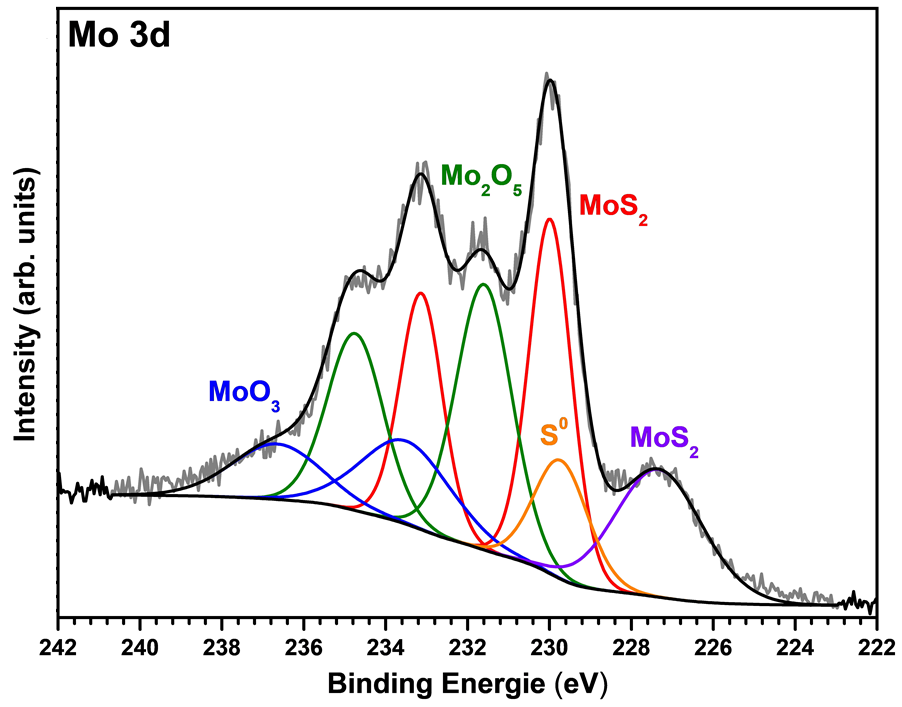 Mo 3d
Mo₂O₅
MoS₂
MoO₃
S⁰
MoS₂
Intensity (arb. units)
242 240 238 236 234 232 230 228 226 224 222
Binding Energie (eV)